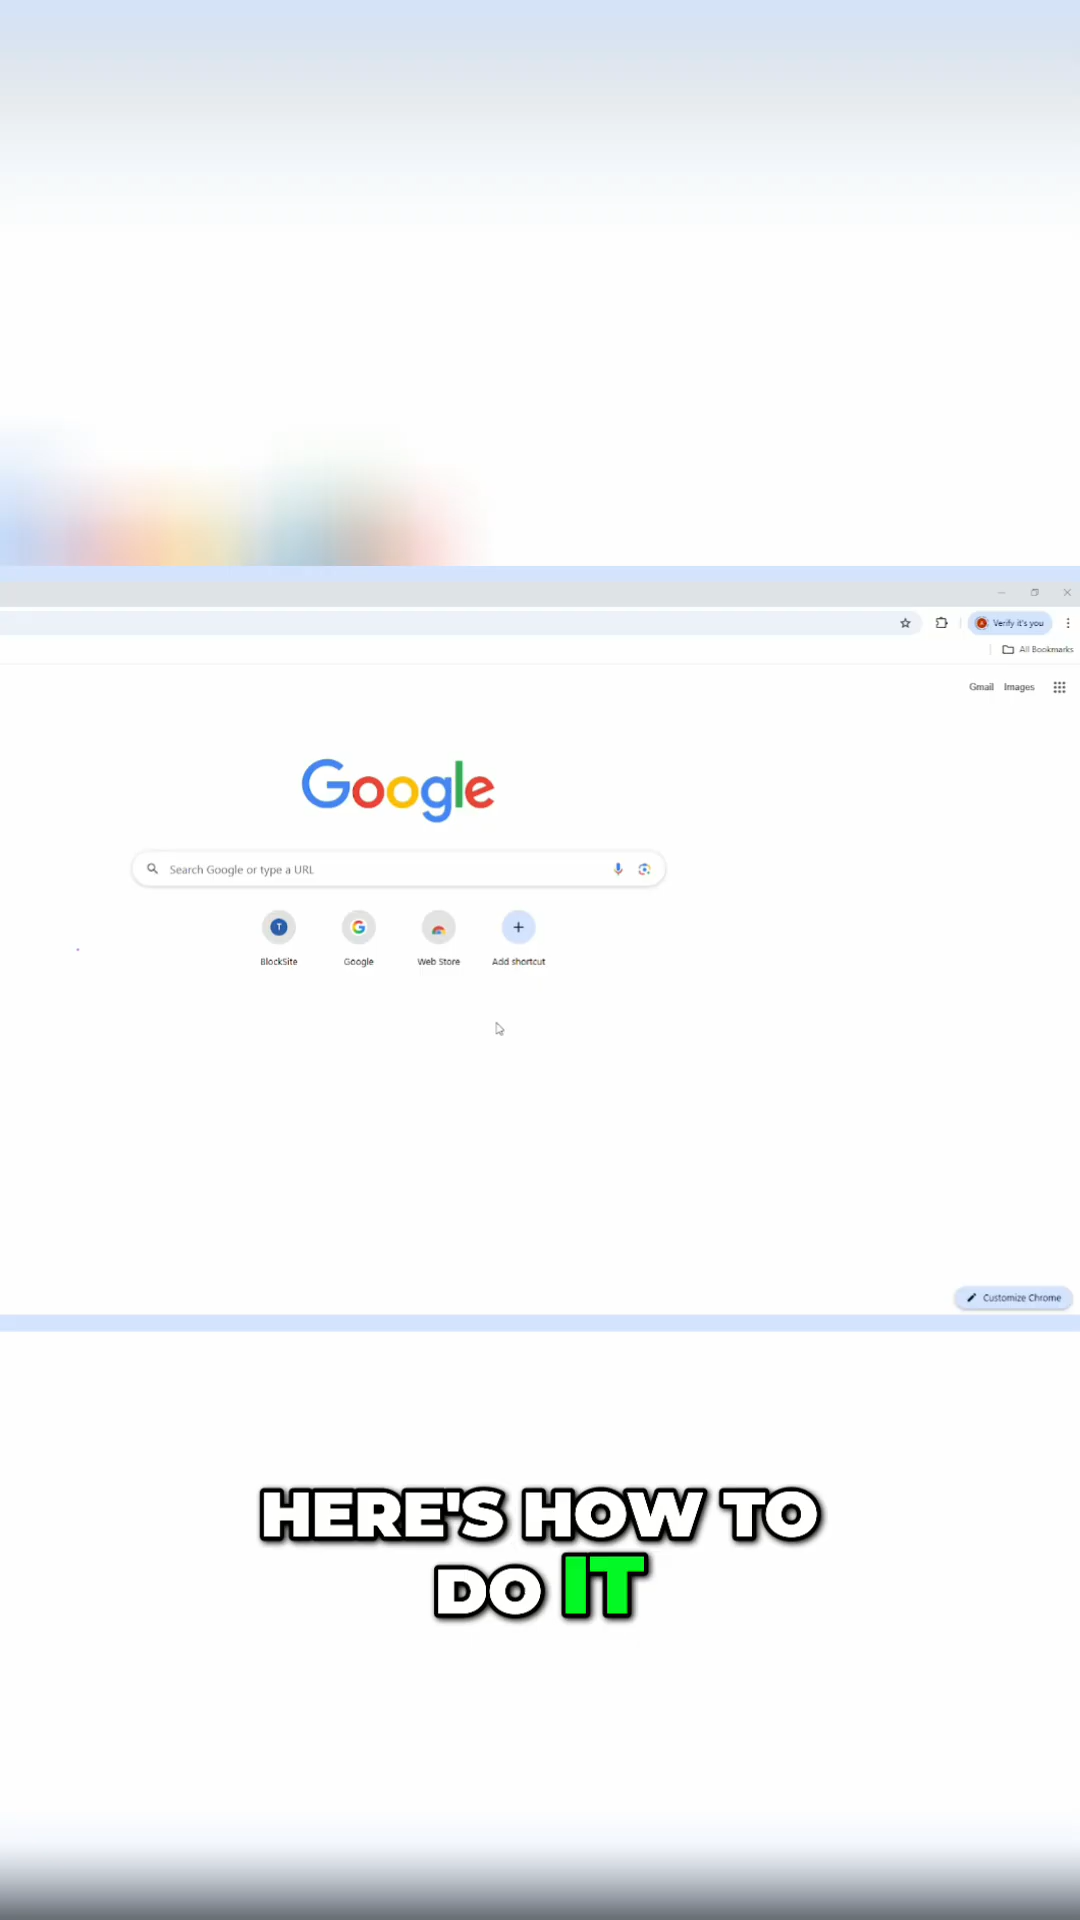 Verify it's you
All Bookmarks
Gmail Images
Google
Search Google or type a URL
T
BlockSite Google Web Store Add shortcut
Customize Chrome
HERE'S HOW TO
DO IT